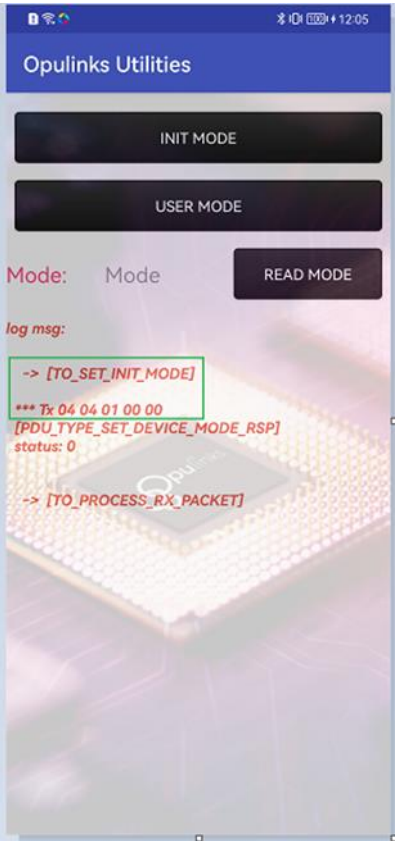 12:05
Opulinks Utilities
INIT MODE
USER MODE
Mode: Mode READ MODE
log msg:
-> [TO_SET_INIT_MODE]
*** Tx 04 04 01 00 00
[PDU_TYPE_SET_DEVICE_MODE_RSP]
status: 0
Opulinks
-> [TO_PROCESS_RX_PACKET]